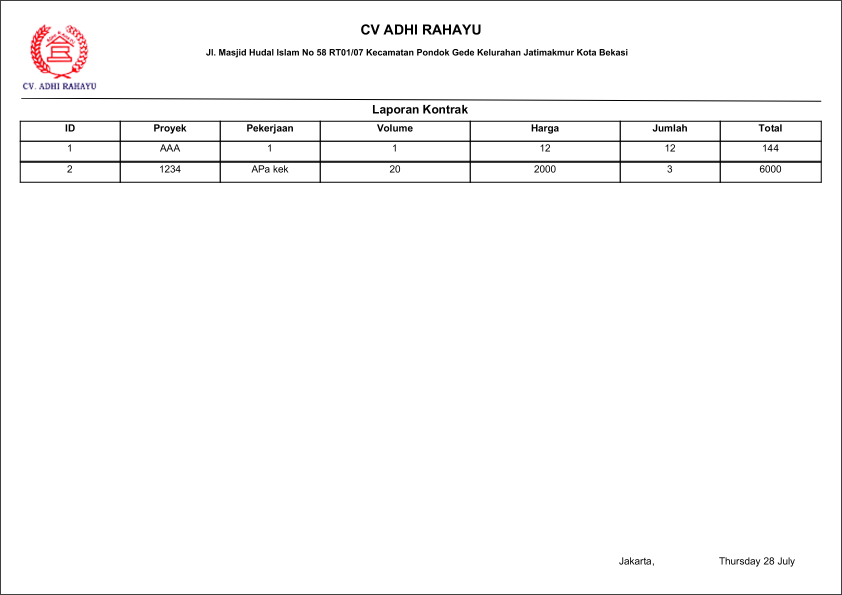 CV ADHI RAHAYU
Jl. Masjid Hudal Islam No 58 RT01/07 Kecamatan Pondok Gede Kelurahan Jatimakmur Kota Bekasi
CV. ADHI RAHAYU
Laporan Kontrak
ID Proyek Pekerjaan Volume Harga Jumlah Total
1 AAA 1 1 12 12 144
2 1234 APa kek 20 2000 3 6000
Jakarta, Thursday 28 July